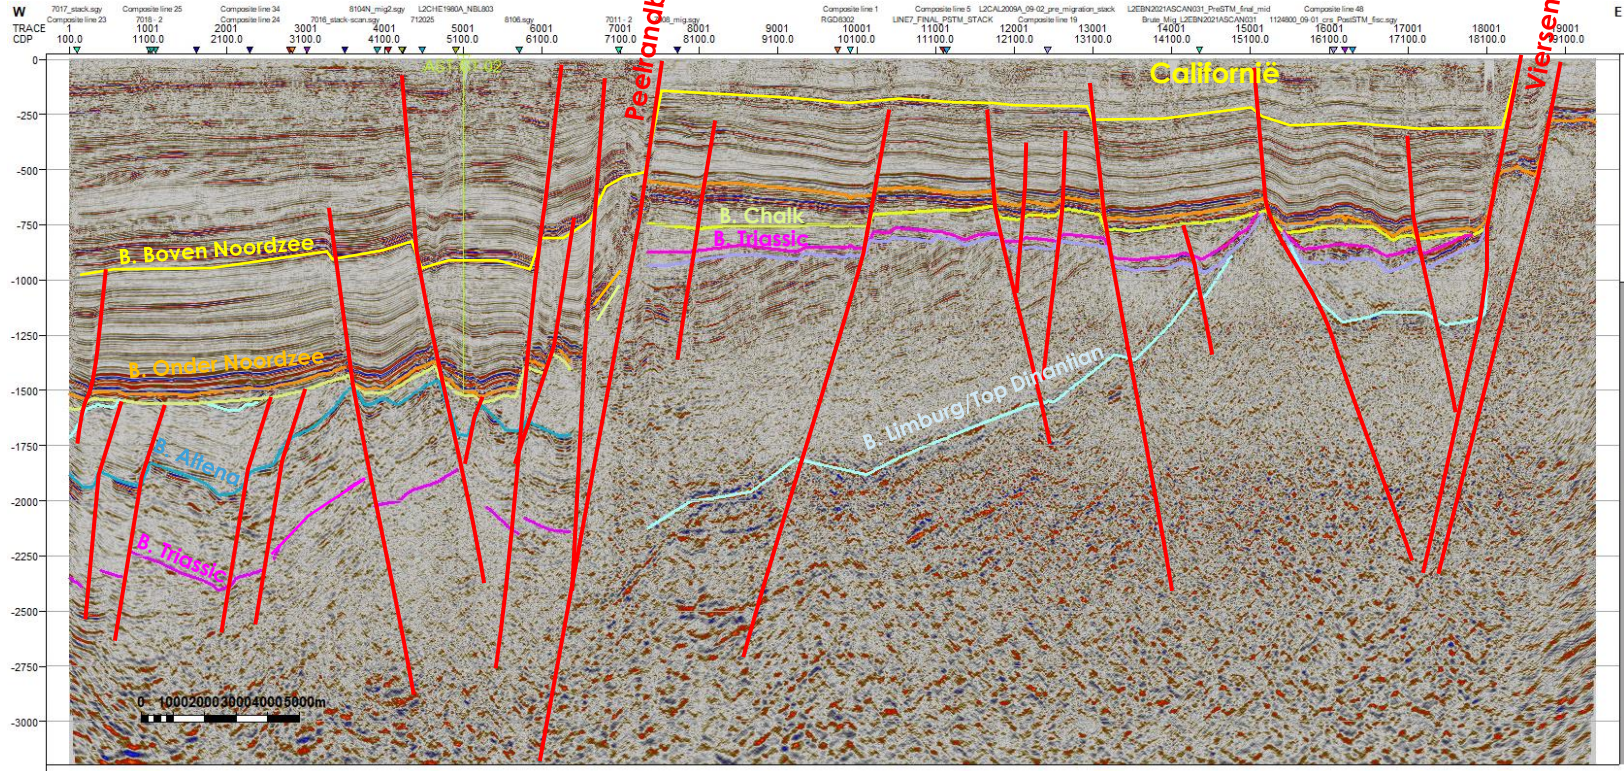 W E
7017_stack.sgy Composite line 25 Composite line 34 8104N_mig2.sgy L2CHE1980A_NBL803 Composite line 1 Composite line 5 L2CAL2009A_09-02_pre_migration_stack L2EBN2021ASCAN031_PreSTM_final_mid Composite line 48
Composite line 23 7018 - 2 Composite line 24 7016_stack-scan.sgy 712025 8106.sgy 7011 - 2 _mig.sgy RGD8302 LINE7_FINAL_PSTM_STACK Composite line 19 Brute_Mig_L2EBN2021ASCAN031 1124800_09-01_crs_PostSTM_fisc.sgy
TRACE 10.0 1001 2001 3001 4001 5001 6001 7001 8001 9001 10001 11001 12001 13001 14001 15001 16001 17001 18001 19001
CDP 100.0 1100.0 2100.0 3100.0 4100.0 5100.0 6100.0 7100.0 8100.0 9100.0 10100.0 11100.0 12100.0 13100.0 14100.0 15100.0 16100.0 17100.0 18100.0 19100.0
Peelrandb
Viersen
Californië
0
-250
-500
-750
-1000
-1250
-1500
-1750
-2000
-2250
-2500
-2750
-3000
B. Chalk
B. Triassic
B. Boven Noordzee
B. Onder Noordzee
B. Limburg/Top Dinantian
B. Altena
B. Triassic
0 1000 2000 3000 4000 5000m